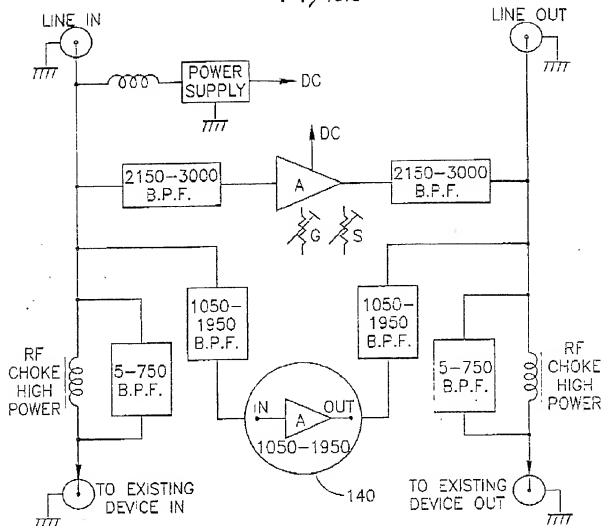 LINE IN
LINE OUT
POWER
SUPPLY
DC
DC
2150-3000
B.P.F.
A
2150-3000
B.P.F.
G
S
1050-
1950
B.P.F.
1050-
1950
B.P.F.
RF
CHOKE
HIGH
POWER
5-750
B.P.F.
5-750
B.P.F.
RF
CHOKE
HIGH
POWER
IN
A
OUT
1050-1950
140
TO EXISTING
DEVICE IN
TO EXISTING
DEVICE OUT